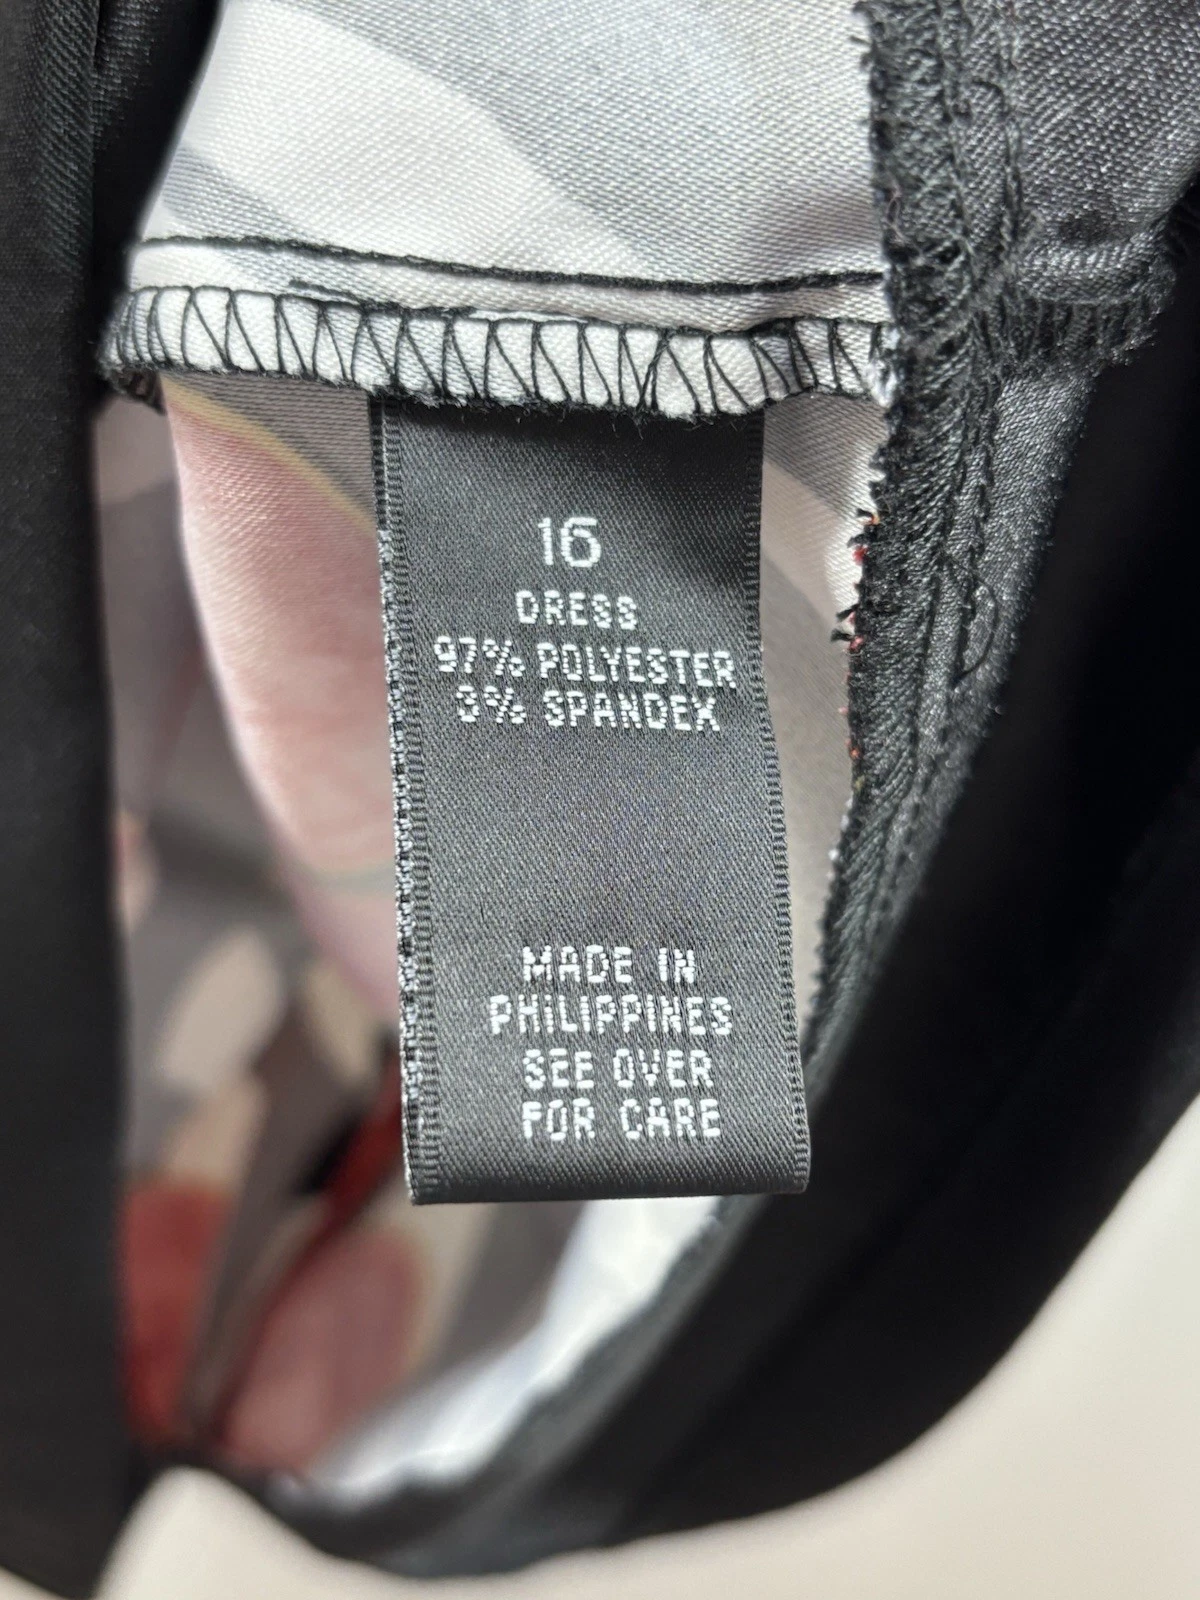 16
DRESS
97% POLYESTER
3% SPANDEX
MADE IN
PHILIPPINES
SEE OVER
FOR CARE